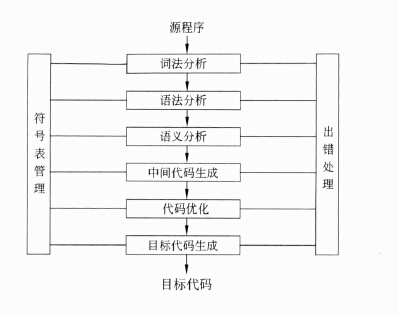 源程序
词法分析
语法分析
语义分析
中间代码生成
代码优化
目标代码生成
目标代码
符号表管理
出错处理